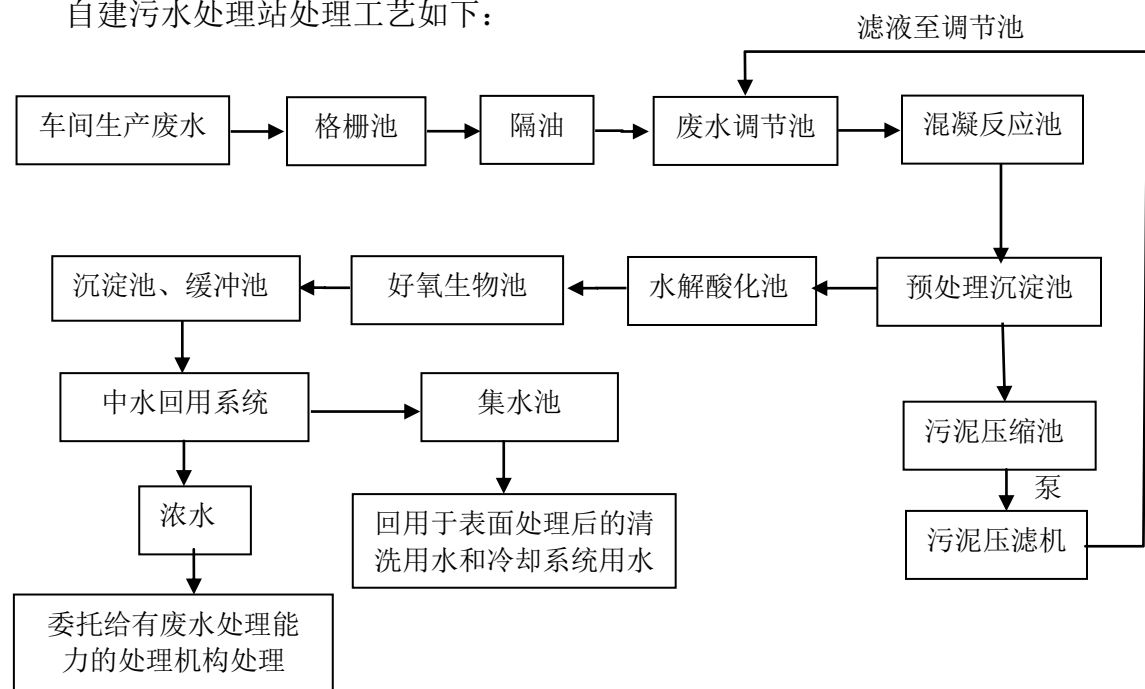 自建污水处理站处理工艺如下：
滤液至调节池
车间生产废水
格栅池
隔油
废水调节池
混凝反应池
沉淀池、缓冲池
好氧生物池
水解酸化池
预处理沉淀池
中水回用系统
集水池
污泥压缩池
泵
浓水
回用于表面处理后的清
洗用水和冷却系统用水
污泥压滤机
委托给有废水处理能
力的处理机构处理